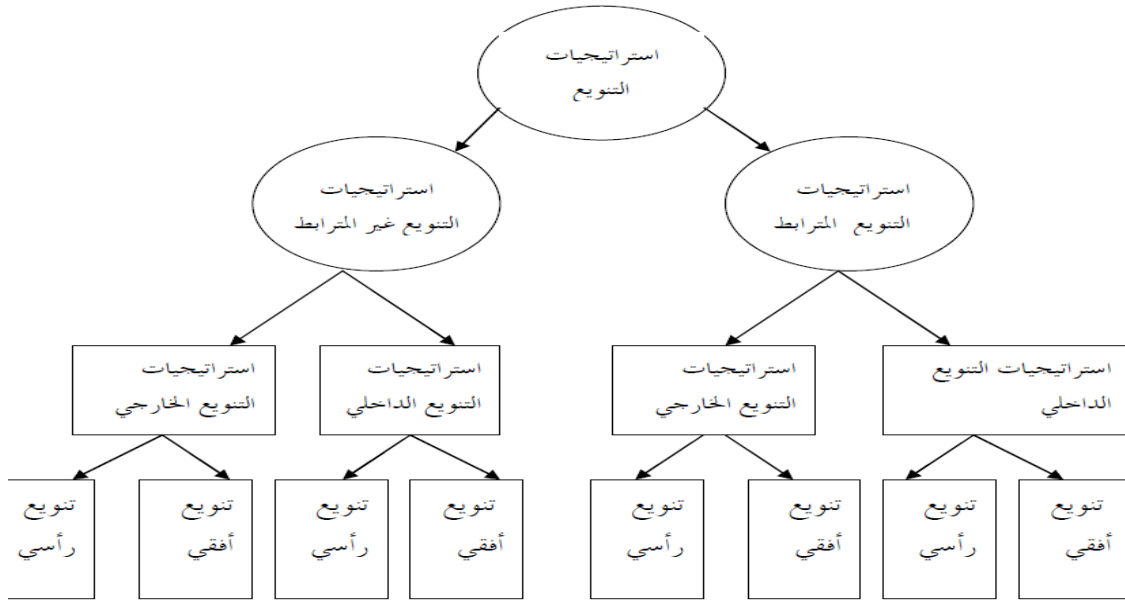 استراتيجيات
التنويع
استراتيجيات
التنويع المترابط
استراتيجيات
التنويع غير المترابط
استراتيجيات التنويع
الداخلي
استراتيجيات
التنويع الخارجي
استراتيجيات
التنويع الداخلي
استراتيجيات
التنويع الخارجي
تنويع
أفقي
تنويع
رأسي
تنويع
أفقي
تنويع
رأسي
تنويع
أفقي
تنويع
رأسي
تنويع
أفقي
تنويع
رأسي